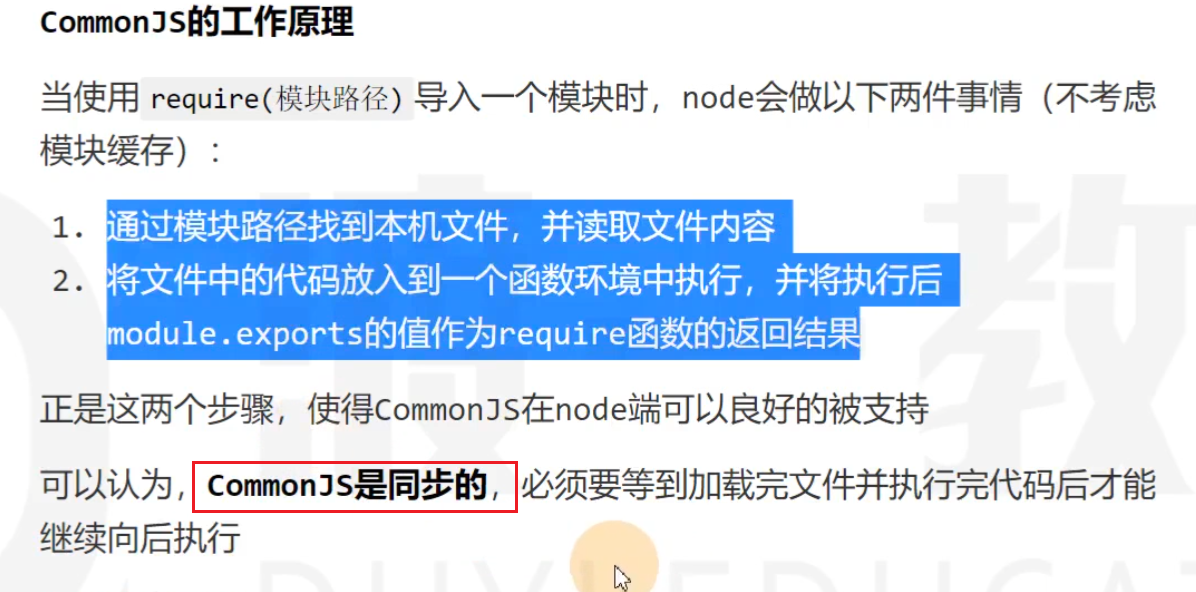 CommonJS的工作原理
当使用 require(模块路径) 导入一个模块时，node会做以下两件事情（不考虑
模块缓存）:
1. 通过模块路径找到本机文件，并读取文件内容
2. 将文件中的代码放入到一个函数环境中执行，并将执行后
module.exports的值作为require函数的返回结果
正是这两个步骤，使得CommonJS在node端可以良好的被支持
可以认为，CommonJS是同步的，必须要等到加载完文件并执行完代码后才能
继续向后执行